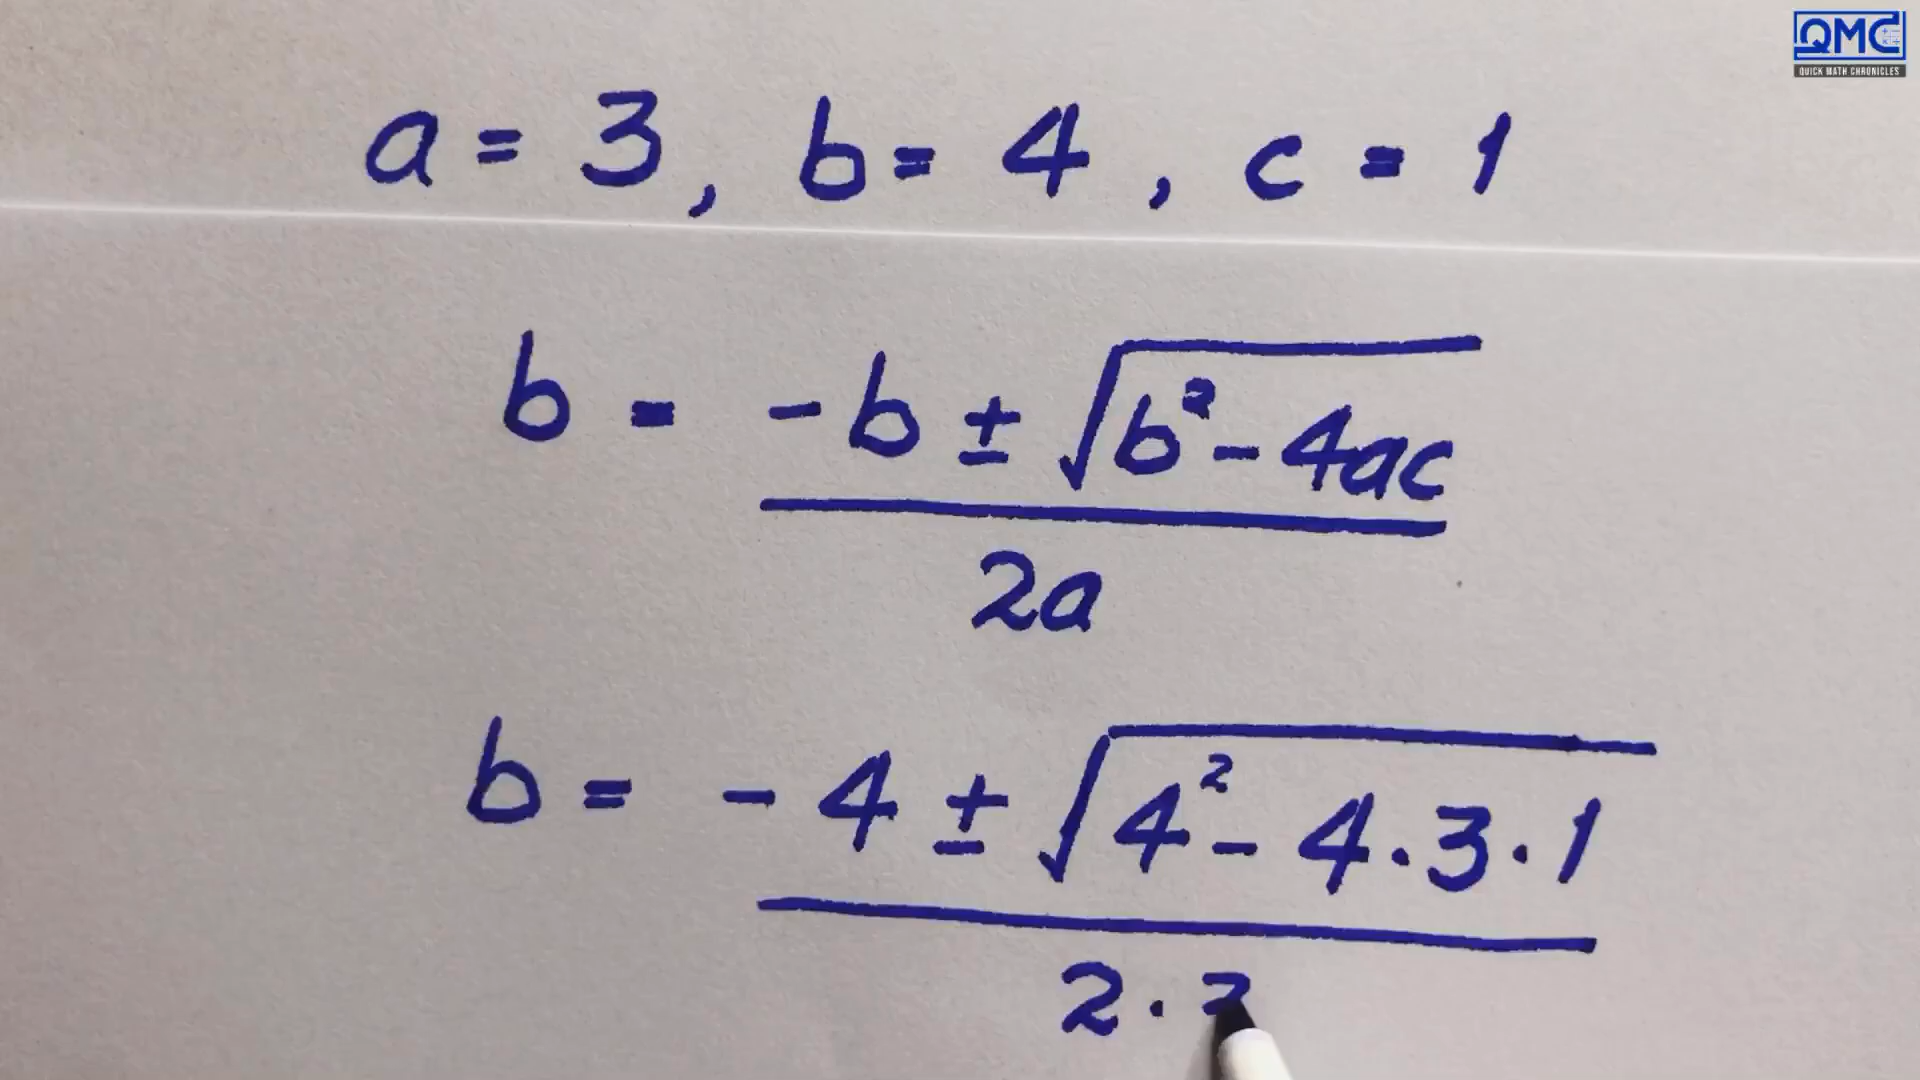 QMC
QUICK MATH CHRONICLES
a = 3, b = 4, c = 1
b = -b ± √(b² - 4ac)
2a
b = -4 ± √(4² - 4·3·1)
2·3